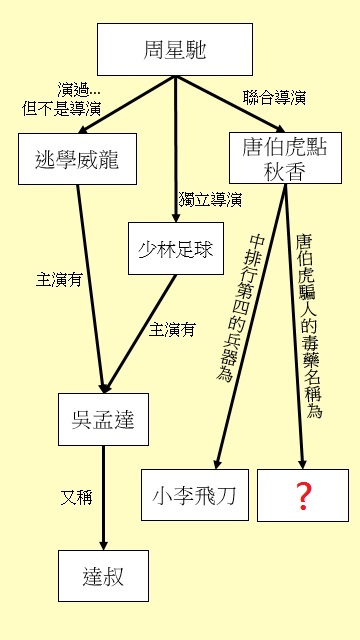 周星馳
演過...
但不是導演
聯合導演
逃學威龍
唐伯虎點
秋香
獨立導演
少林足球
主演有
主演有
中排行第四的兵器為
唐伯虎騙人的毒藥名稱為
吳孟達
小李飛刀
?
又稱
達叔